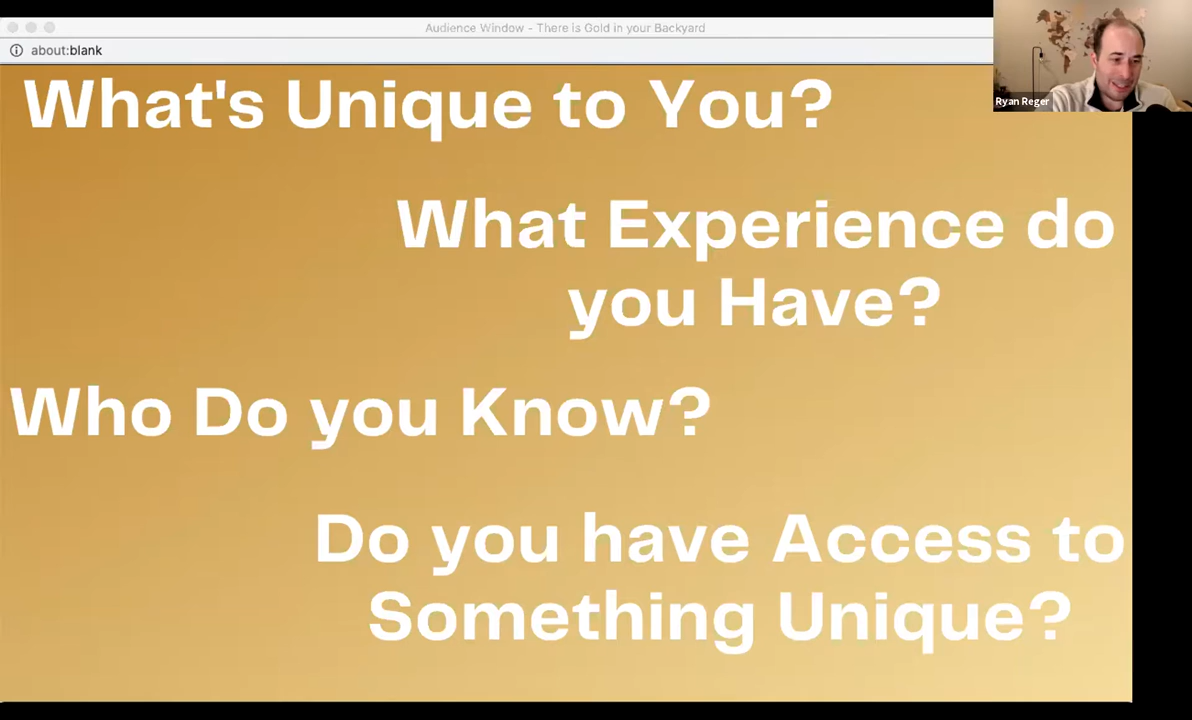 Audience Window - There is Gold in your Backyard
about:blank
Ryan Reger
What's Unique to You?
What Experience do
you Have?
Who Do you Know?
Do you have Access to
Something Unique?